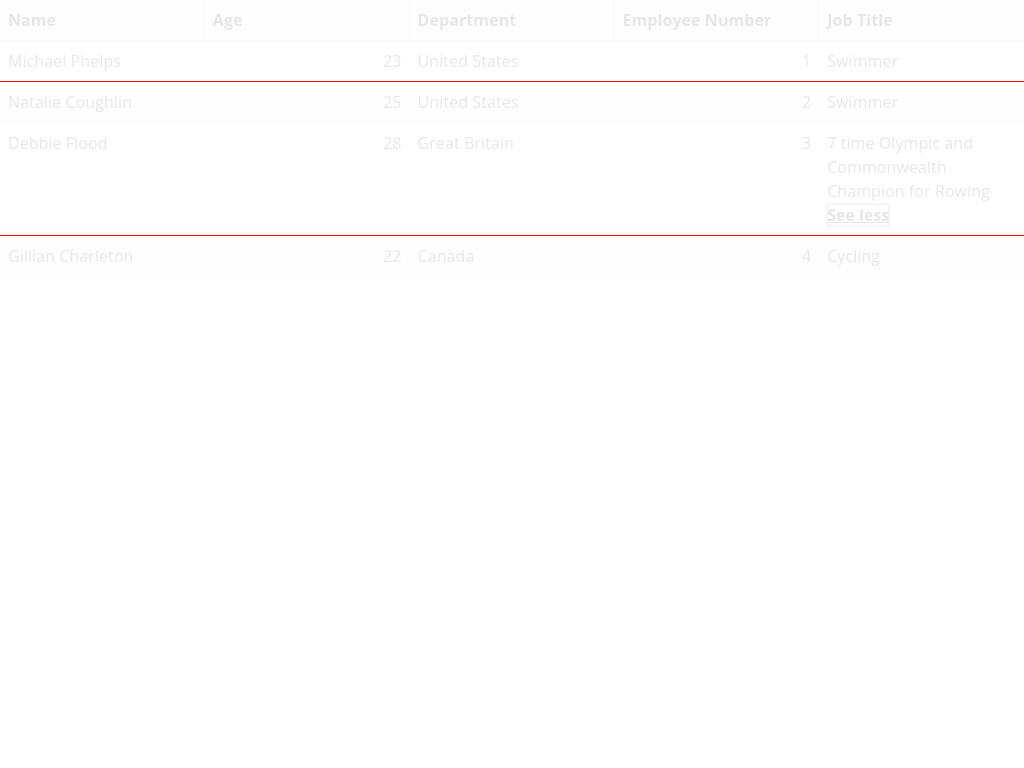 Name Age Department Employee Number Job Title
Michael Phelps 23 United States 1 Swimmer
Natalie Coughlin 25 United States 2 Swimmer
Debbie Flood 28 Great Britain 3 7 time Olympic and
Commonwealth
Champion for Rowing
See less
Gillian Charleton 22 Canada 4 Cycling